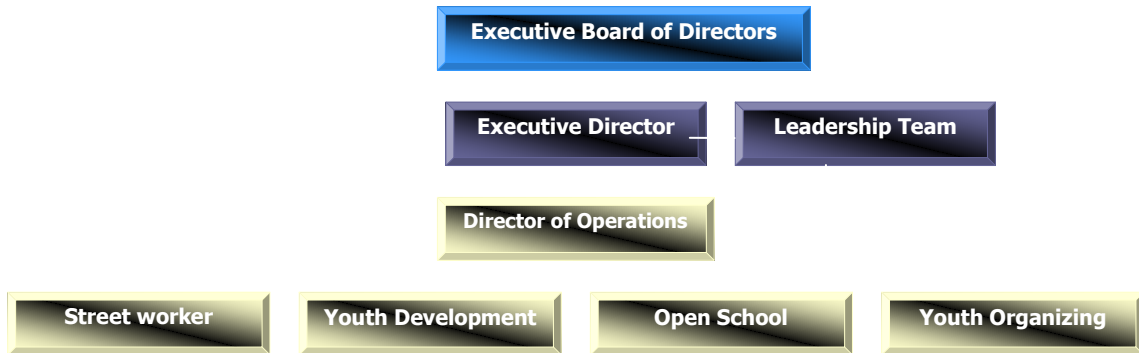 Executive Board of Directors
Executive Director
Leadership Team
Director of Operations
Street worker
Youth Development
Open School
Youth Organizing